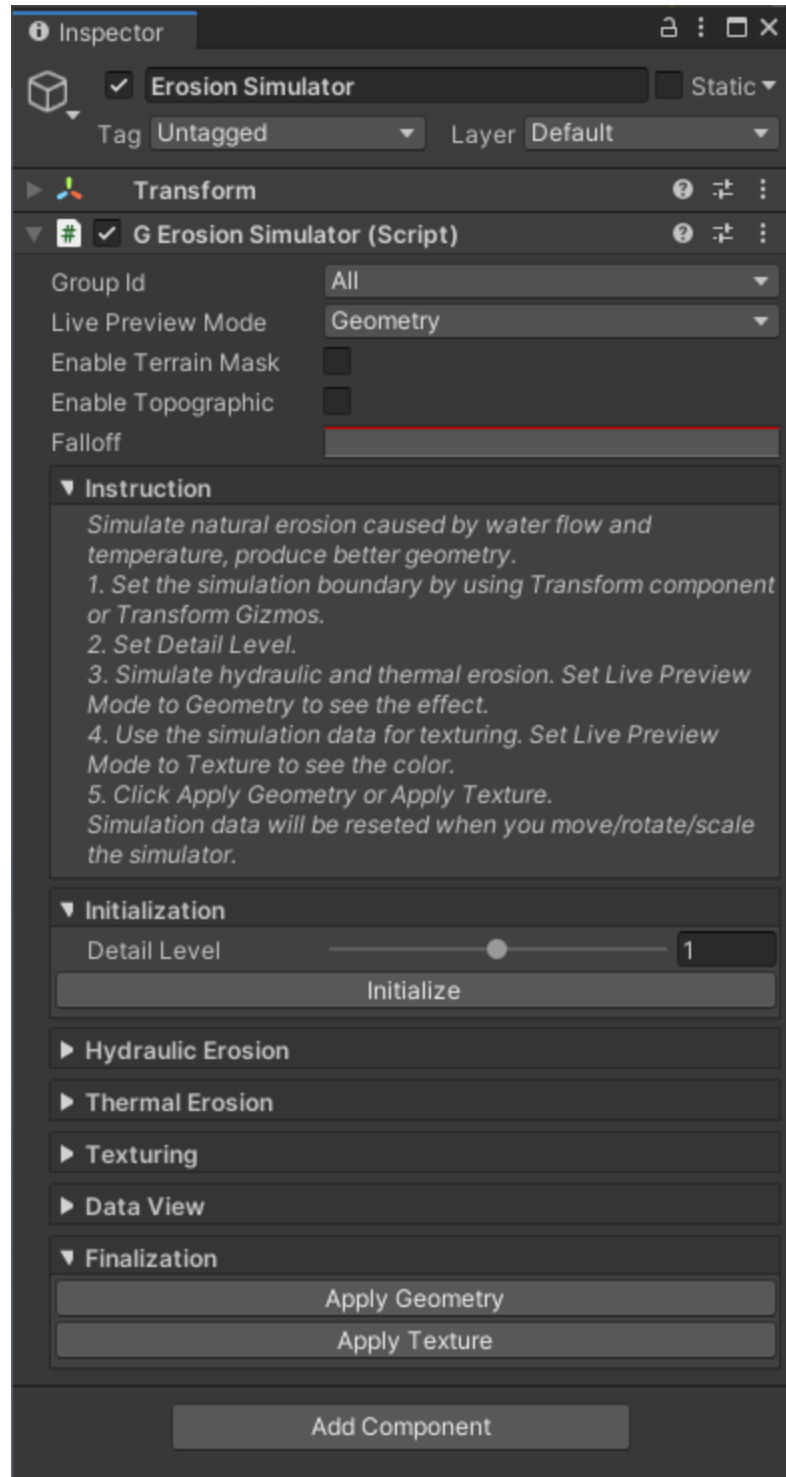 Inspector
Erosion Simulator
Static
Tag Untagged Layer Default
Transform
# G Erosion Simulator (Script)
Group Id All
Live Preview Mode Geometry
Enable Terrain Mask
Enable Topographic
Falloff
Instruction
Simulate natural erosion caused by water flow and
temperature, produce better geometry.
1. Set the simulation boundary by using Transform component
or Transform Gizmos.
2. Set Detail Level.
3. Simulate hydraulic and thermal erosion. Set Live Preview
Mode to Geometry to see the effect.
4. Use the simulation data for texturing. Set Live Preview
Mode to Texture to see the color.
5. Click Apply Geometry or Apply Texture.
Simulation data will be reseted when you move/rotate/scale
the simulator.
Initialization
Detail Level 1
Initialize
Hydraulic Erosion
Thermal Erosion
Texturing
Data View
Finalization
Apply Geometry
Apply Texture
Add Component